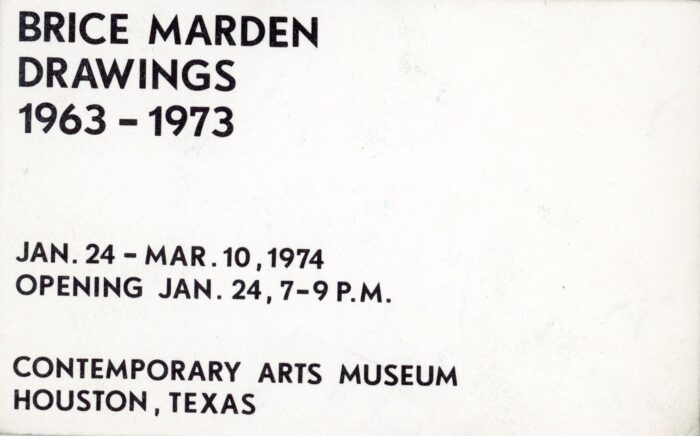 BRICE MARDEN
DRAWINGS
1963 - 1973
JAN. 24 - MAR. 10, 1974
OPENING JAN. 24, 7-9 P.M.
CONTEMPORARY ARTS MUSEUM
HOUSTON, TEXAS